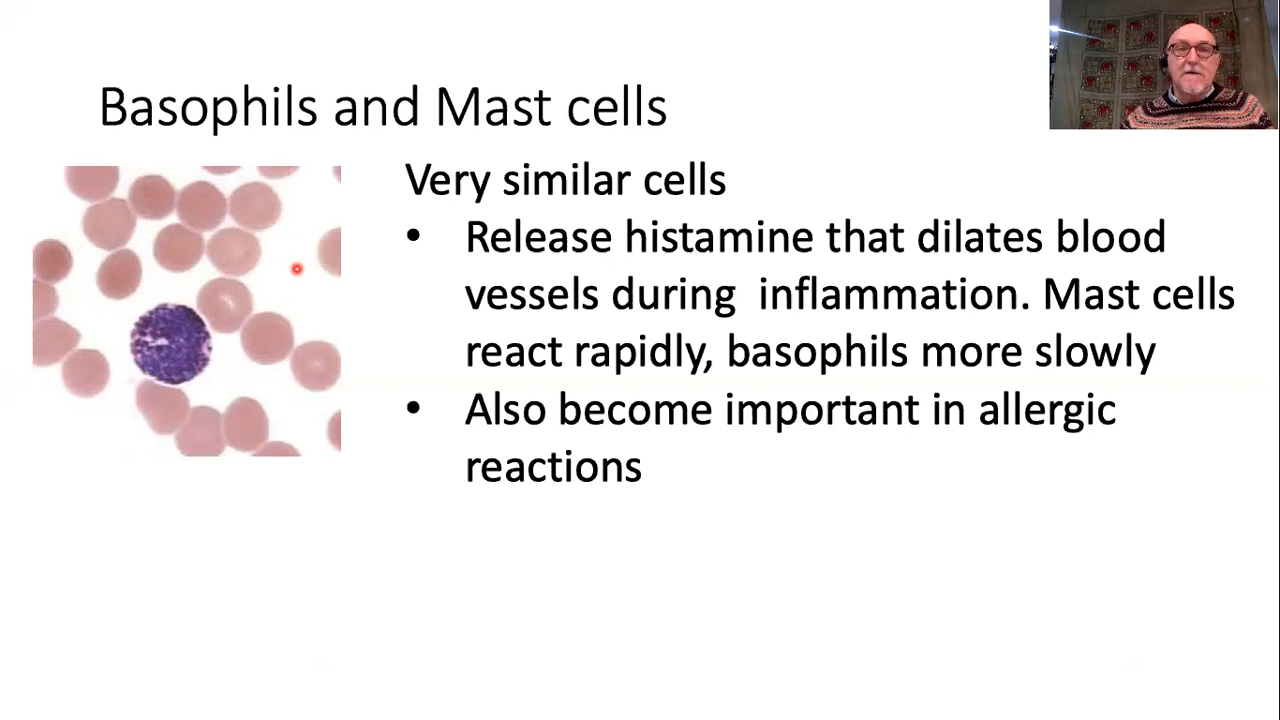 Basophils and Mast cells
Very similar cells
• Release histamine that dilates blood
vessels during  inflammation. Mast cells
react rapidly, basophils more slowly
• Also become important in allergic
reactions